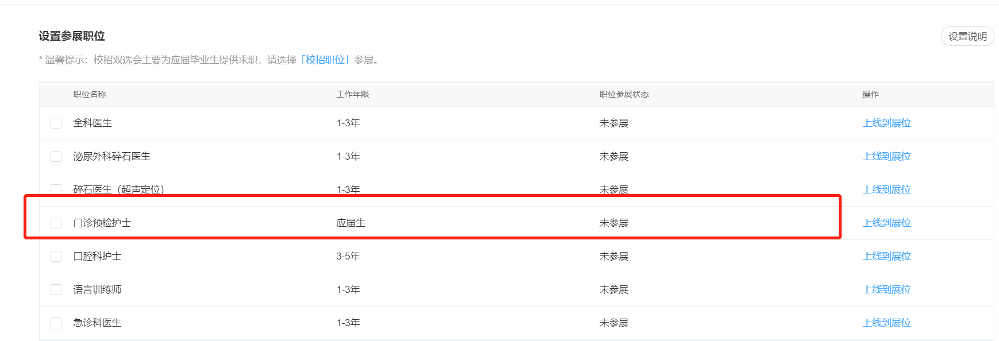 设置参展职位
设置说明
* 温馨提示：校招双选会主要为应届毕业生提供求职，请选择「校招职位」参展。
职位名称 工作年限 职位参展状态 操作
全科医生 1-3年 未参展 上线到展位
泌尿外科碎石医生 1-3年 未参展 上线到展位
碎石医生（超声定位） 1-3年 未参展 上线到展位
门诊预检护士 应届生 未参展 上线到展位
口腔科护士 3-5年 未参展 上线到展位
语言训练师 1-3年 未参展 上线到展位
急诊科医生 1-3年 未参展 上线到展位